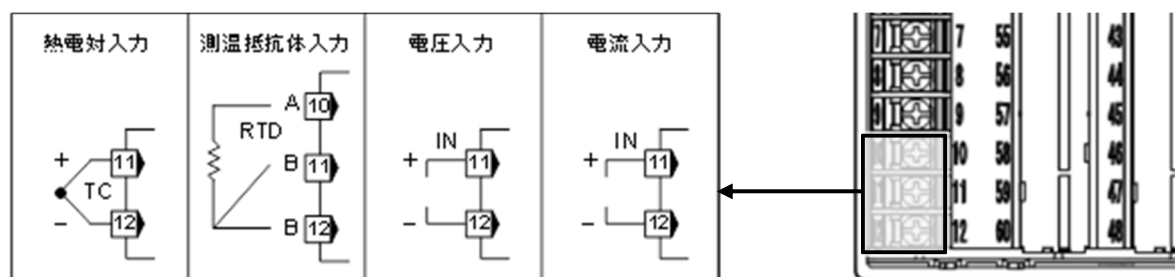 熱電対入力
測温抵抗体入力
電圧入力
電流入力
A 10
RTD
B 11
B 12
+ 11
TC
- 12
IN
+ 11
- 12
IN
+ 11
- 12
7 55 43
8 56 44
9 57 45
10 58 46
11 59 47
12 60 48